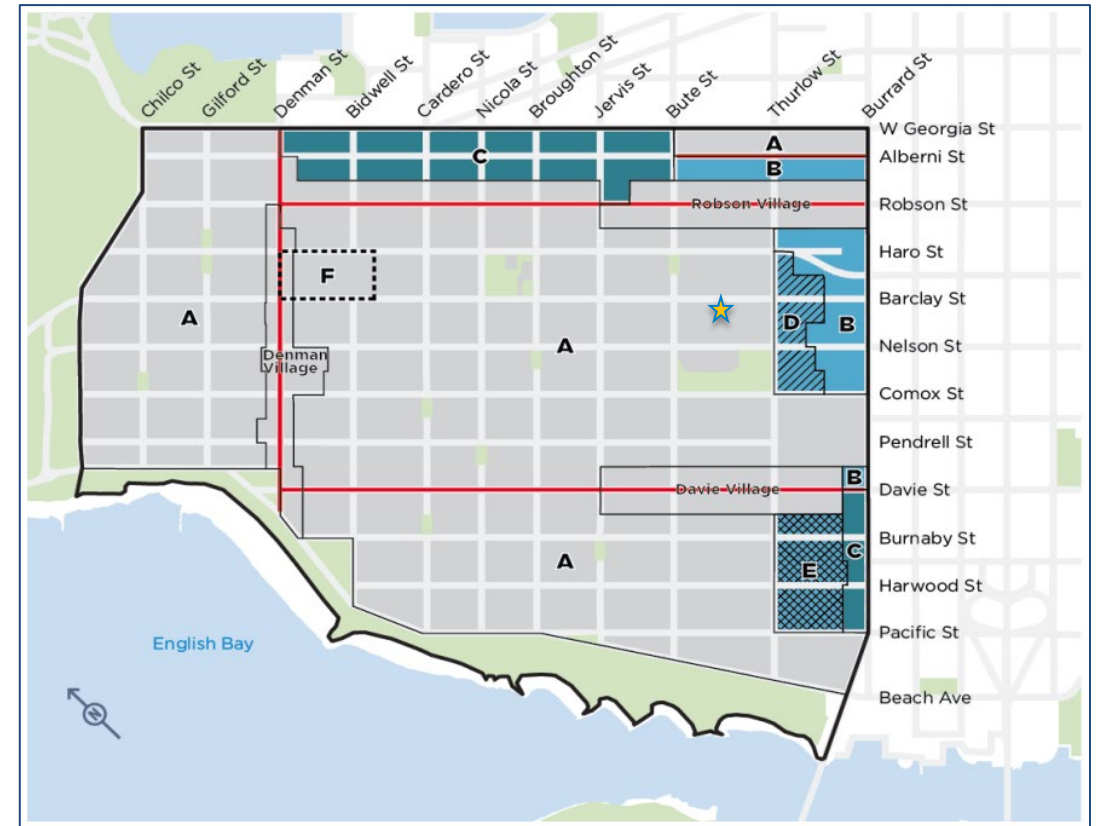 Chilco St
Gilford St
Denman St
Bidwell St
Cardero St
Nicola St
Broughton St
Jervis St
Bute St
Thurlow St
Burrard St
W Georgia St
A
Alberni St
C
B
Robson Village
Robson St
Haro St
F
Barclay St
A
D
B
A
Nelson St
Denman
Village
Comox St
Pendrell St
B
Davie Village
Davie St
Burnaby St
C
A
E
Harwood St
Pacific St
English Bay
Beach Ave
N